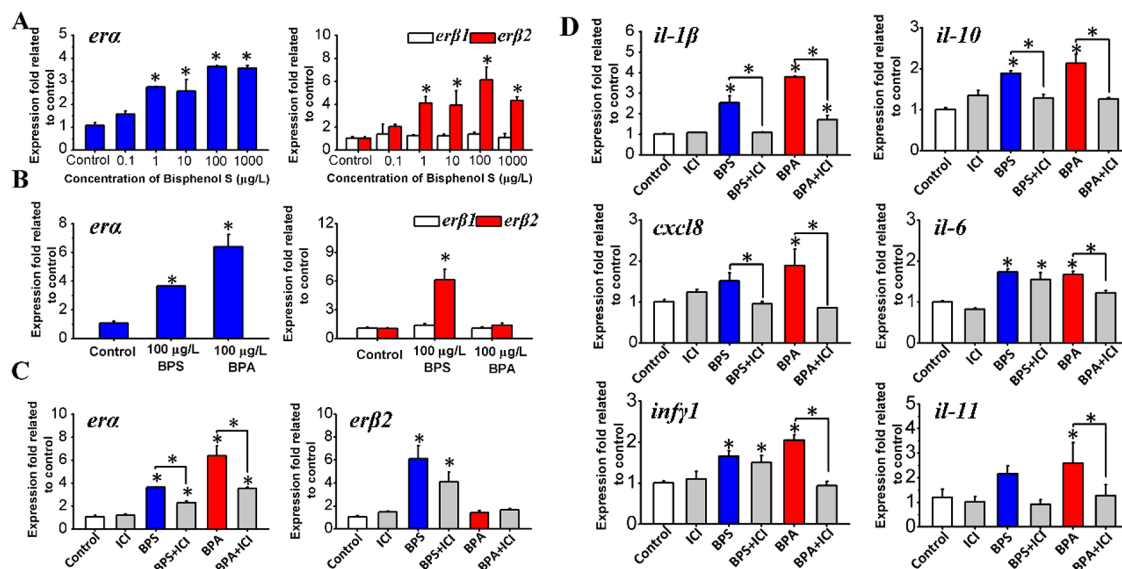 A
erα
Expression fold related
to control
6
5
4
3
2
1
0
Control 0.1 1 10 100 1000
Concentration of Bisphenol S (µg/L)
* * * *
erβ1 erβ2
Expression fold related
to control
10
8
6
4
2
0
Control 0.1 1 10 100 1000
Concentration of Bisphenol S (µg/L)
* * * *
B
erα
Expression fold related
to control
8
6
4
2
0
Control 100 µg/L 100 µg/L
BPS BPA
* *
erβ1 erβ2
Expression fold related
to control
12
9
6
3
0
Control 100 µg/L 100 µg/L
BPS BPA
*
C
erα
Expression fold related
to control
10
8
6
4
2
0
Control ICI BPS BPS+ICI BPA BPA+ICI
* * * * * *
erβ2
Expression fold related
to control
10
8
6
4
2
0
Control ICI BPS BPS+ICI BPA BPA+ICI
* *
D
il-1β
Expression fold related
to control
6
5
4
3
2
1
0
Control ICI BPS BPS+ICI BPA BPA+ICI
* * * * *
il-10
Expression fold related
to control
3
2
1
0
Control ICI BPS BPS+ICI BPA BPA+ICI
* * * *
cxcl8
Expression fold related
to control
3
2
1
0
Control ICI BPS BPS+ICI BPA BPA+ICI
* * *
il-6
Expression fold related
to control
3
2
1
0
Control ICI BPS BPS+ICI BPA BPA+ICI
* * * *
infγ1
Expression fold related
to control
3
2
1
0
Control ICI BPS BPS+ICI BPA BPA+ICI
* * * *
il-11
Expression fold related
to control
5
4
3
2
1
0
Control ICI BPS BPS+ICI BPA BPA+ICI
* *